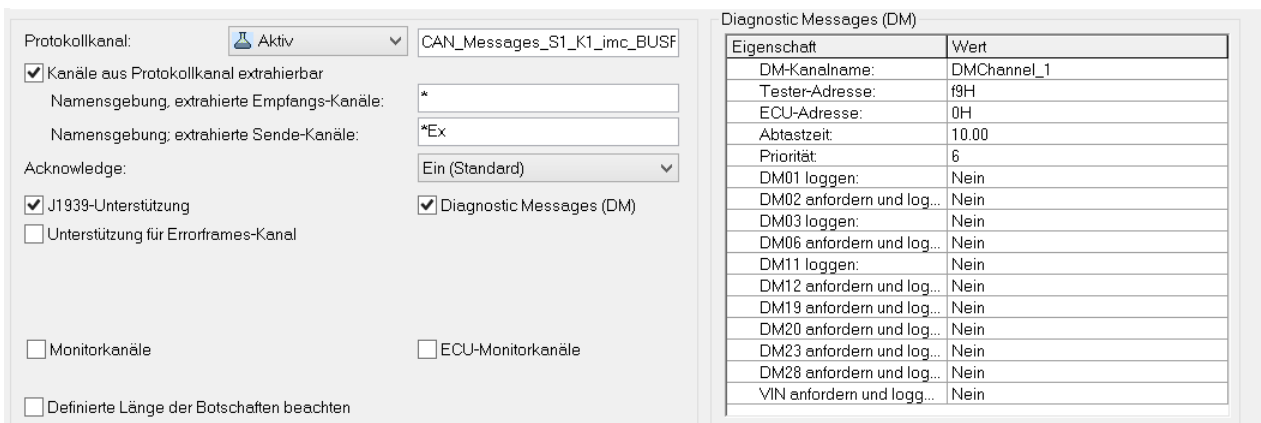 Protokollkanal: Aktiv CAN_Messages_S1_K1_imc_BUSF
Kanäle aus Protokollkanal extrahierbar
Namensgebung, extrahierte Empfangs-Kanäle: *
Namensgebung; extrahierte Sende-Kanäle: *Ex
Acknowledge: Ein (Standard)
J1939-Unterstützung Diagnostic Messages (DM)
Unterstützung für Errorframes-Kanal
Monitorkanäle ECU-Monitorkanäle
Definierte Länge der Botschaften beachten
Diagnostic Messages (DM)
Eigenschaft Wert
DM-Kanalname: DMChannel_1
Tester-Adresse: f9H
ECU-Adresse: 0H
Abtastzeit: 10.00
Priorität: 6
DM01 loggen: Nein
DM02 anfordern und log... Nein
DM03 loggen: Nein
DM06 anfordern und log... Nein
DM11 loggen: Nein
DM12 anfordern und log... Nein
DM19 anfordern und log... Nein
DM20 anfordern und log... Nein
DM23 anfordern und log... Nein
DM28 anfordern und log... Nein
VIN anfordern und logg... Nein